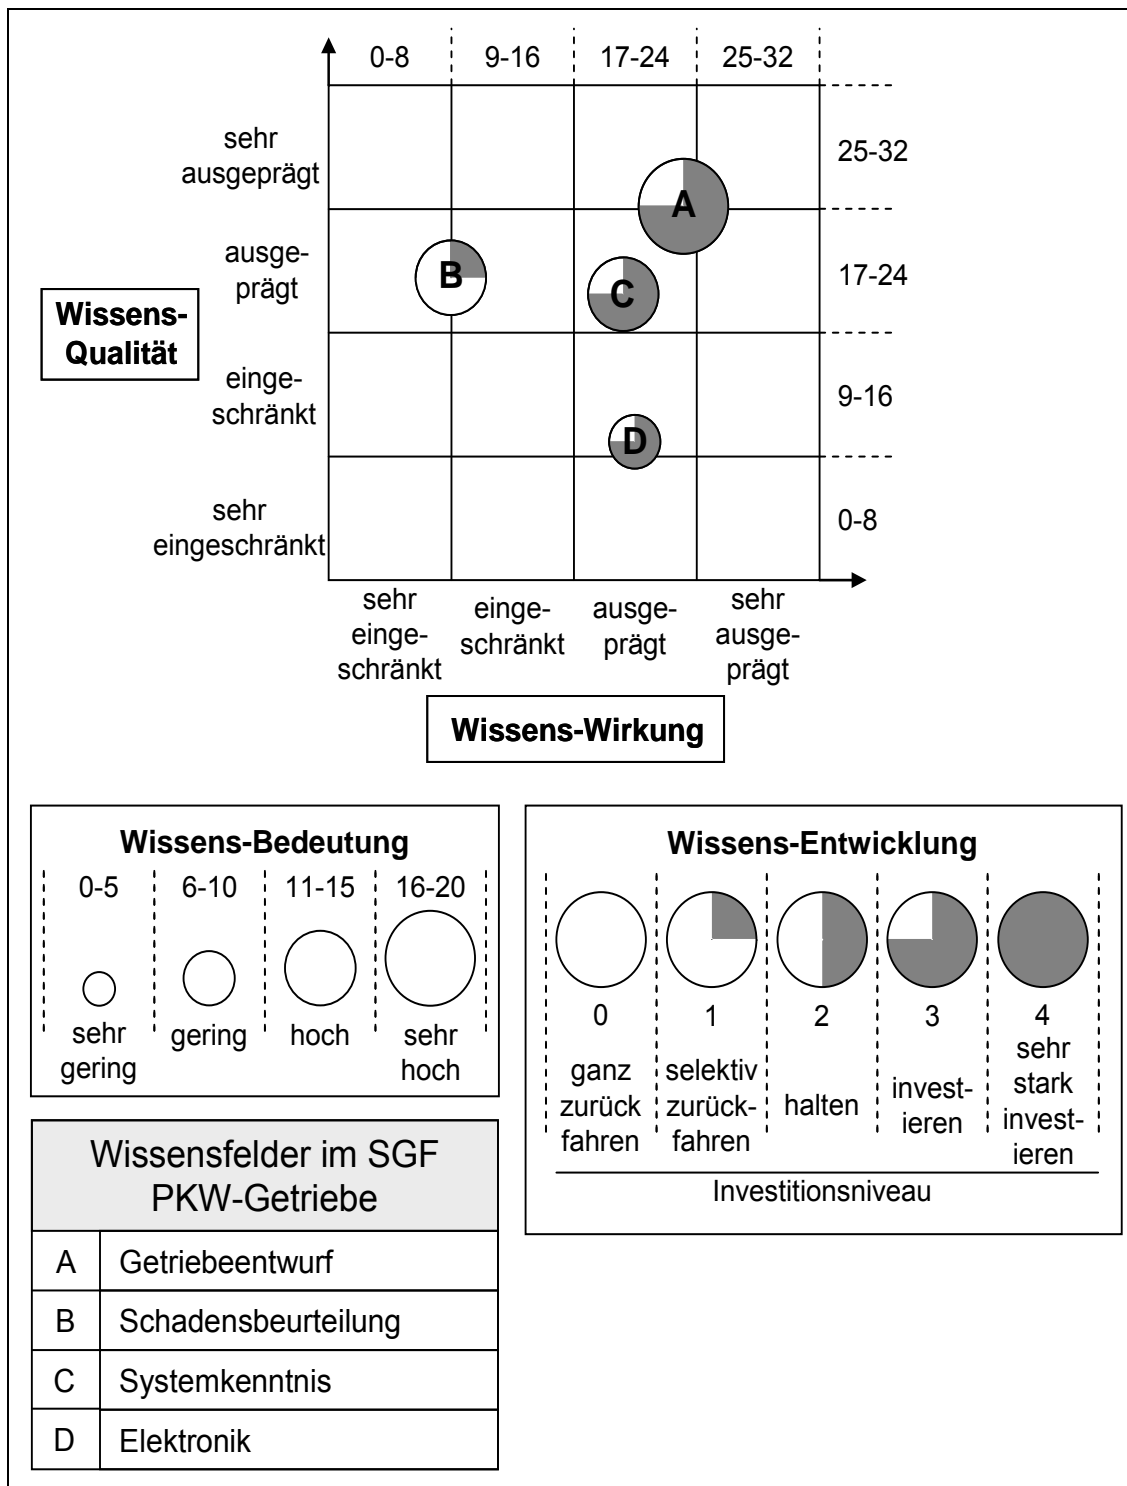 0-8 9-16 17-24 25-32
sehr
ausgeprägt
25-32
A
ausge-
prägt
B
C
17-24
Wissens-
Qualität
einge-
schränkt
9-16
D
sehr
eingeschränkt
0-8
sehr
einge-
schränkt
einge-
schränkt
ausge-
prägt
sehr
ausge-
prägt
Wissens-Wirkung
Wissens-Bedeutung
0-5 6-10 11-15 16-20
sehr
gering
gering
hoch
sehr
hoch
Wissens-Entwicklung
0 1 2 3 4
ganz
zurück
fahren
selektiv
zurück-
fahren
halten
invest-
ieren
sehr
stark
invest-
ieren
Investitionsniveau
Wissensfelder im SGF
PKW-Getriebe
A Getriebeentwurf
B Schadensbeurteilung
C Systemkenntnis
D Elektronik